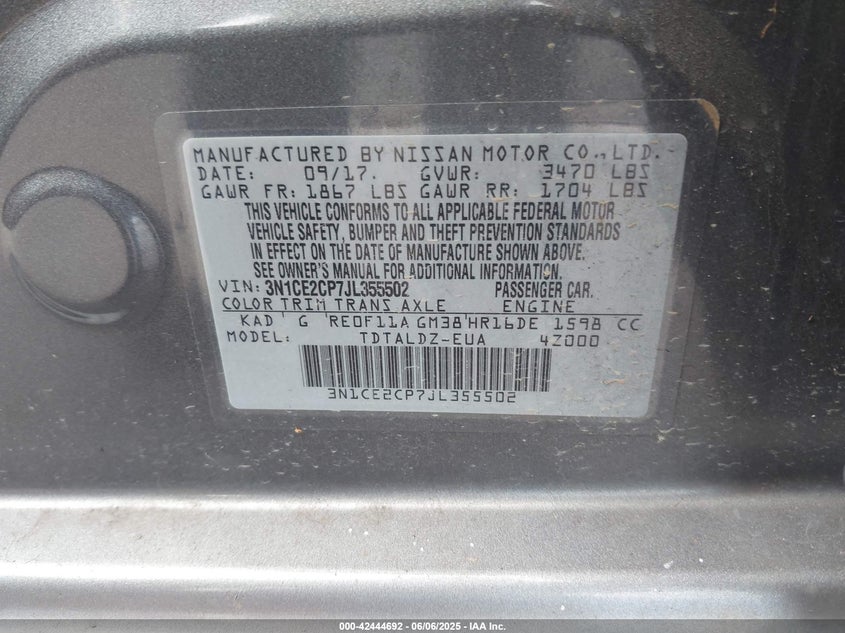 MANUFACTURED BY NISSAN MOTOR CO., LTD.
DATE: 09/17. GVWR: 3470 LBS
GAWR FR: 1867 LBS GAWR RR: 1704 LBS
THIS VEHICLE CONFORMS TO ALL APPLICABLE FEDERAL MOTOR
VEHICLE SAFETY, BUMPER AND THEFT PREVENTION STANDARDS
IN EFFECT ON THE DATE OF MANUFACTURE SHOWN ABOVE.
SEE OWNER'S MANUAL FOR ADDITIONAL INFORMATION.
VIN: 3N1CE2CP7JL355502 PASSENGER CAR.
COLOR TRIM TRANS AXLE ENGINE
KAD G RE0F11A GM38 HR16DE 1598 CC
MODEL: TDTALDZ-EUA 4Z000
3N1CE2CP7JL355502
000-42444692 | 06/06/2025 - IAA Inc.